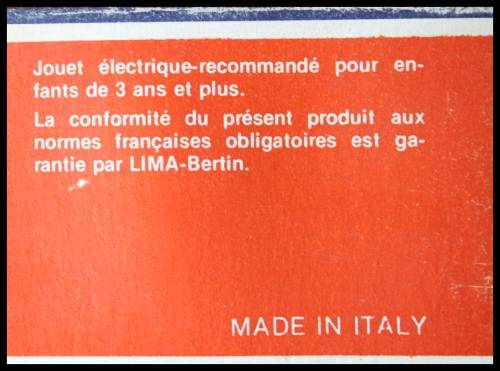 Jouet électrique-recommandé pour en-
fants de 3 ans et plus.
La conformité du présent produit aux
normes françaises obligatoires est ga-
rantie par LIMA-Bertin.
MADE IN ITALY